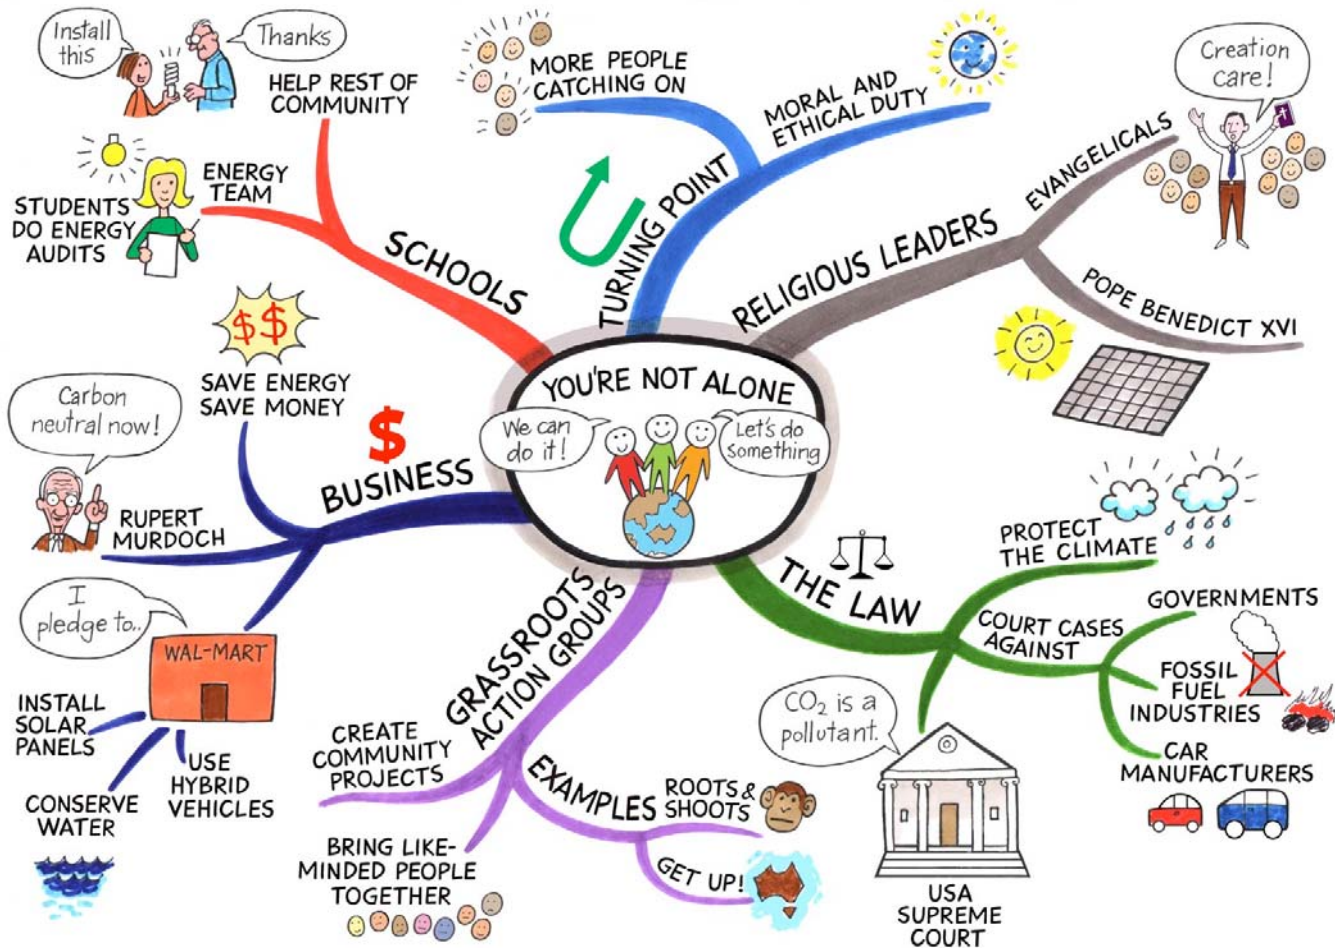 YOU'RE NOT ALONE
We can
do it!
Let's do
something
TURNING POINT
MORE PEOPLE
CATCHING ON
MORAL AND
ETHICAL DUTY
RELIGIOUS LEADERS
EVANGELICALS
Creation
care!
POPE BENEDICT XVI
THE LAW
PROTECT
THE CLIMATE
COURT CASES
AGAINST
GOVERNMENTS
FOSSIL
FUEL
INDUSTRIES
CAR
MANUFACTURERS
CO₂ is a
pollutant.
USA
SUPREME
COURT
GRASSROOTS
ACTION GROUPS
CREATE
COMMUNITY
PROJECTS
BRING LIKE-
MINDED PEOPLE
TOGETHER
EXAMPLES
ROOTS &
SHOOTS
GET UP!
$
BUSINESS
$$
SAVE ENERGY
SAVE MONEY
Carbon
neutral now!
RUPERT
MURDOCH
I
pledge to..
WAL-MART
INSTALL
SOLAR
PANELS
CONSERVE
WATER
USE
HYBRID
VEHICLES
SCHOOLS
ENERGY
TEAM
STUDENTS
DO ENERGY
AUDITS
HELP REST OF
COMMUNITY
Install
this
Thanks